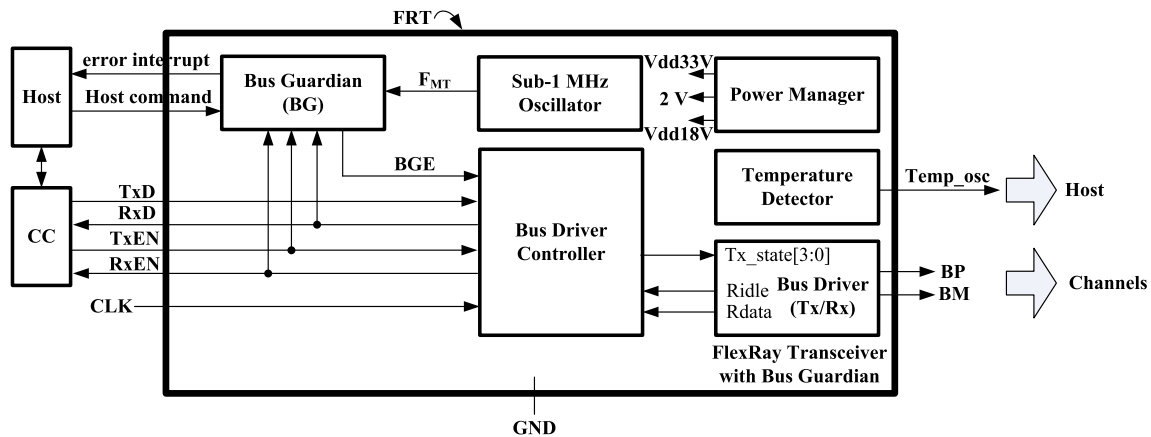 FRT
error interrupt
Host command
Host
Bus Guardian
(BG)
F_MT
Sub-1 MHz
Oscillator
Vdd33V
2 V
Vdd18V
Power Manager
BGE
Temperature
Detector
Temp_osc
Host
CC
TxD
RxD
TxEN
RxEN
CLK
Bus Driver
Controller
Tx_state[3:0]
Ridle
Rdata
Bus Driver
(Tx/Rx)
BP
BM
Channels
FlexRay Transceiver
with Bus Guardian
GND